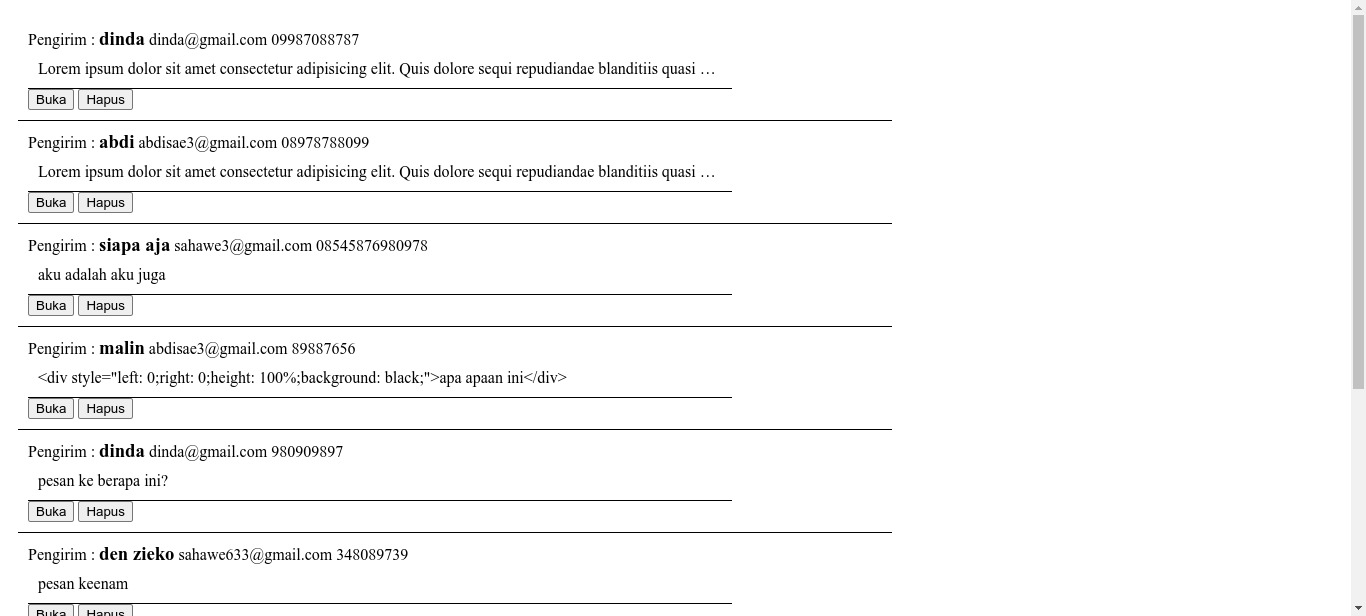 Pengirim : dinda dinda@gmail.com 09987088787
Lorem ipsum dolor sit amet consectetur adipisicing elit. Quis dolore sequi repudiandae blanditiis quasi …
Buka Hapus
Pengirim : abdi abdisae3@gmail.com 08978788099
Lorem ipsum dolor sit amet consectetur adipisicing elit. Quis dolore sequi repudiandae blanditiis quasi …
Buka Hapus
Pengirim : siapa aja sahawe3@gmail.com 08545876980978
aku adalah aku juga
Buka Hapus
Pengirim : malin abdisae3@gmail.com 89887656
<div style="left: 0;right: 0;height: 100%;background: black;">apa apaan ini</div>
Buka Hapus
Pengirim : dinda dinda@gmail.com 980909897
pesan ke berapa ini?
Buka Hapus
Pengirim : den zieko sahawe633@gmail.com 348089739
pesan keenam
Buka Hapus